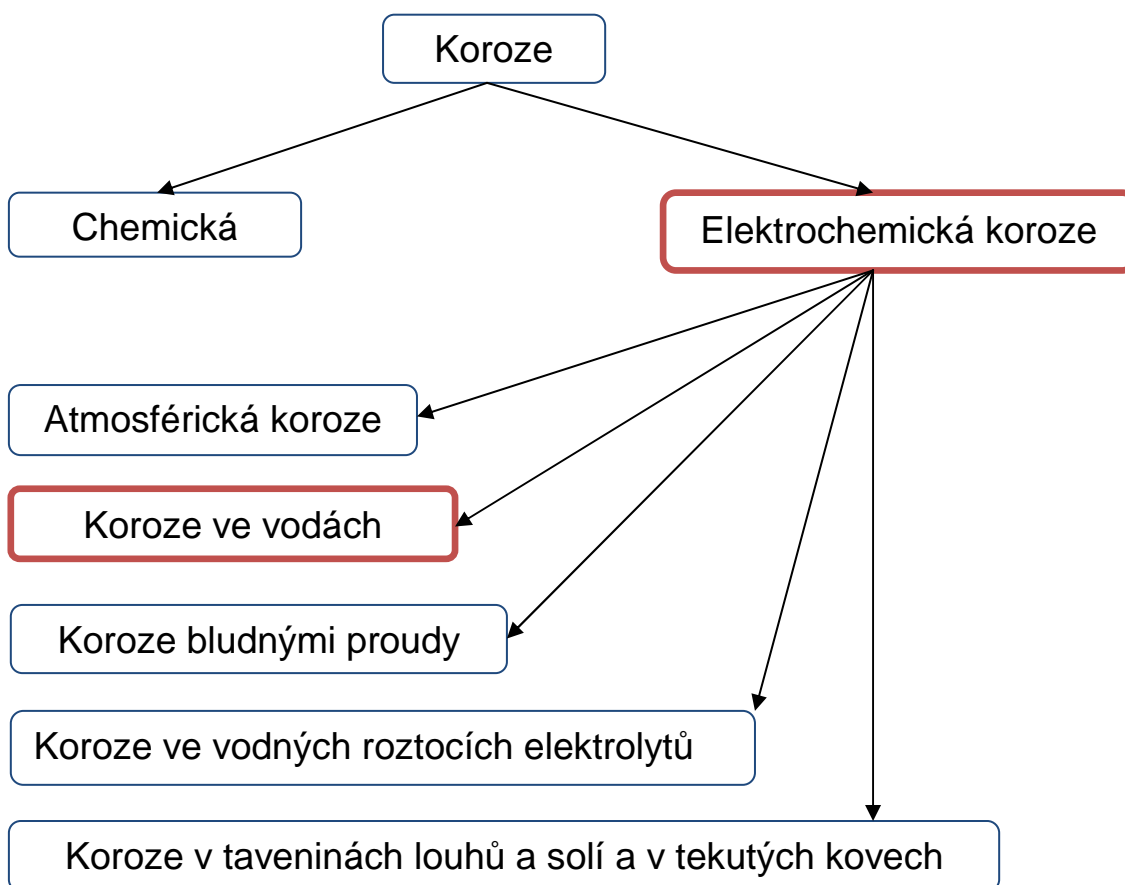 Koroze
Chemická
Elektrochemická koroze
Atmosférická koroze
Koroze ve vodách
Koroze bludnými proudy
Koroze ve vodných roztocích elektrolytů
Koroze v taveninách louhů a solí a v tekutých kovech